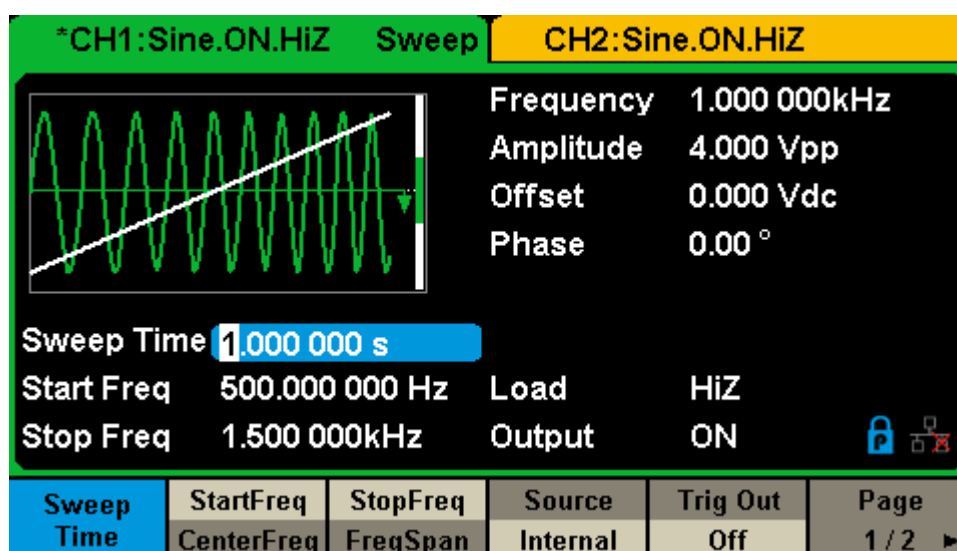 *CH1:Sine.ON.HiZ Sweep CH2:Sine.ON.HiZ
Frequency 1.000 000kHz
Amplitude 4.000 Vpp
Offset 0.000 Vdc
Phase 0.00 °
Sweep Time 1.000 000 s
Start Freq 500.000 000 Hz Load HiZ
Stop Freq 1.500 000kHz Output ON P
Sweep Time StartFreq StopFreq Source Trig Out Page
CenterFreq FreqSpan Internal Off 1/2 ►